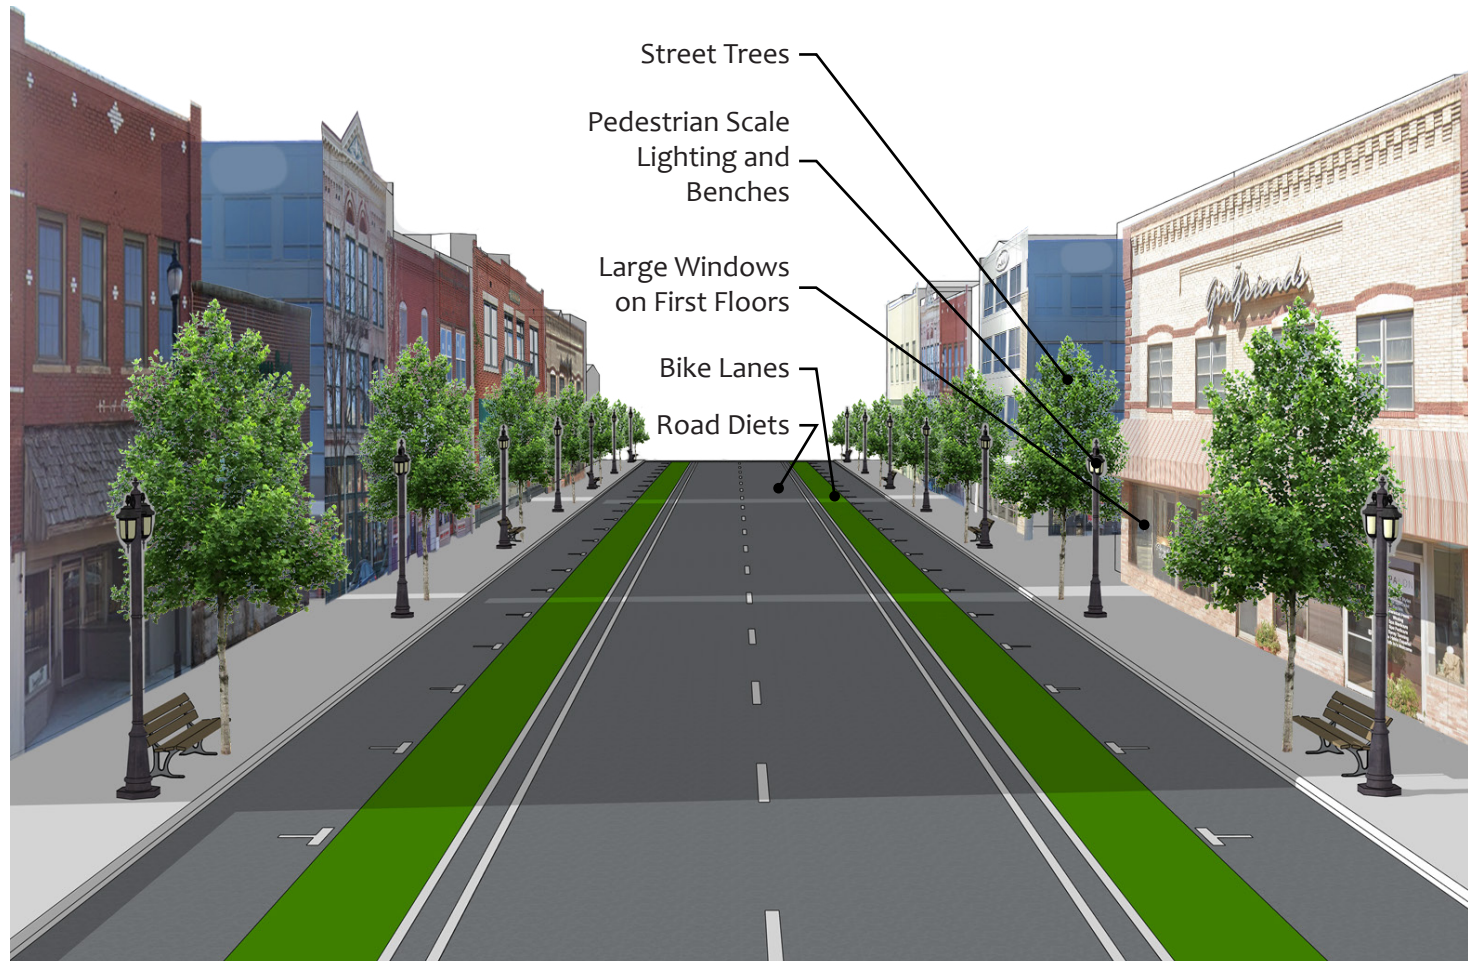 Street Trees
Pedestrian Scale
Lighting and
Benches
Large Windows
on First Floors
Bike Lanes
Road Diets
Girlfriends